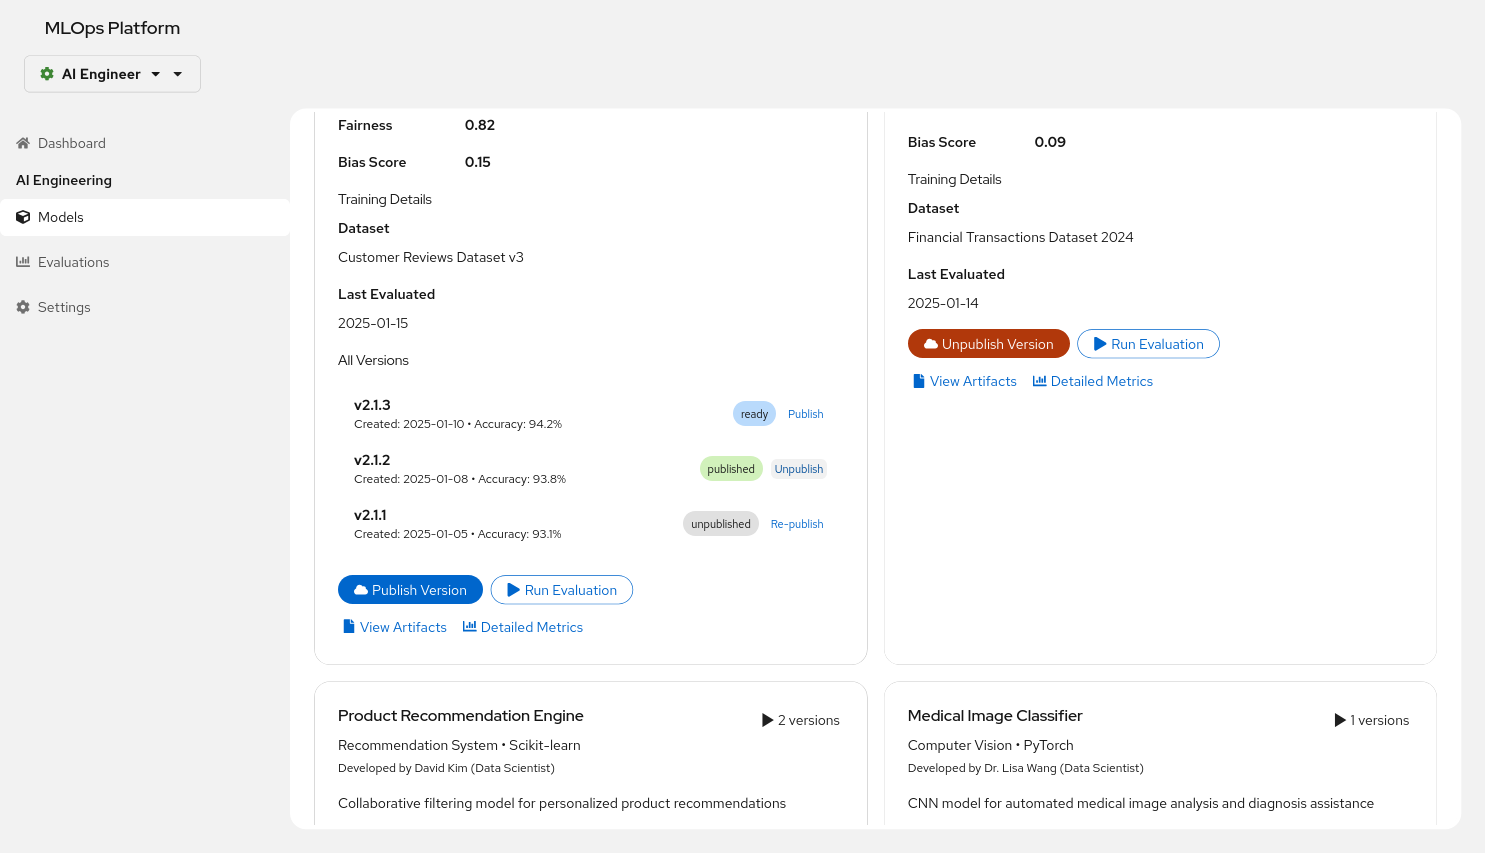 MLOps Platform
AI Engineer
Dashboard
AI Engineering
Models
Evaluations
Settings
Fairness 0.82
Bias Score 0.15
Training Details
Dataset
Customer Reviews Dataset v3
Last Evaluated
2025-01-15
All Versions
v2.1.3
Created: 2025-01-10 • Accuracy: 94.2%
ready Publish
v2.1.2
Created: 2025-01-08 • Accuracy: 93.8%
published Unpublish
v2.1.1
Created: 2025-01-05 • Accuracy: 93.1%
unpublished Re-publish
Publish Version Run Evaluation
View Artifacts Detailed Metrics
Bias Score 0.09
Training Details
Dataset
Financial Transactions Dataset 2024
Last Evaluated
2025-01-14
Unpublish Version Run Evaluation
View Artifacts Detailed Metrics
Product Recommendation Engine
2 versions
Recommendation System • Scikit-learn
Developed by David Kim (Data Scientist)
Collaborative filtering model for personalized product recommendations
Medical Image Classifier
1 versions
Computer Vision • PyTorch
Developed by Dr. Lisa Wang (Data Scientist)
CNN model for automated medical image analysis and diagnosis assistance